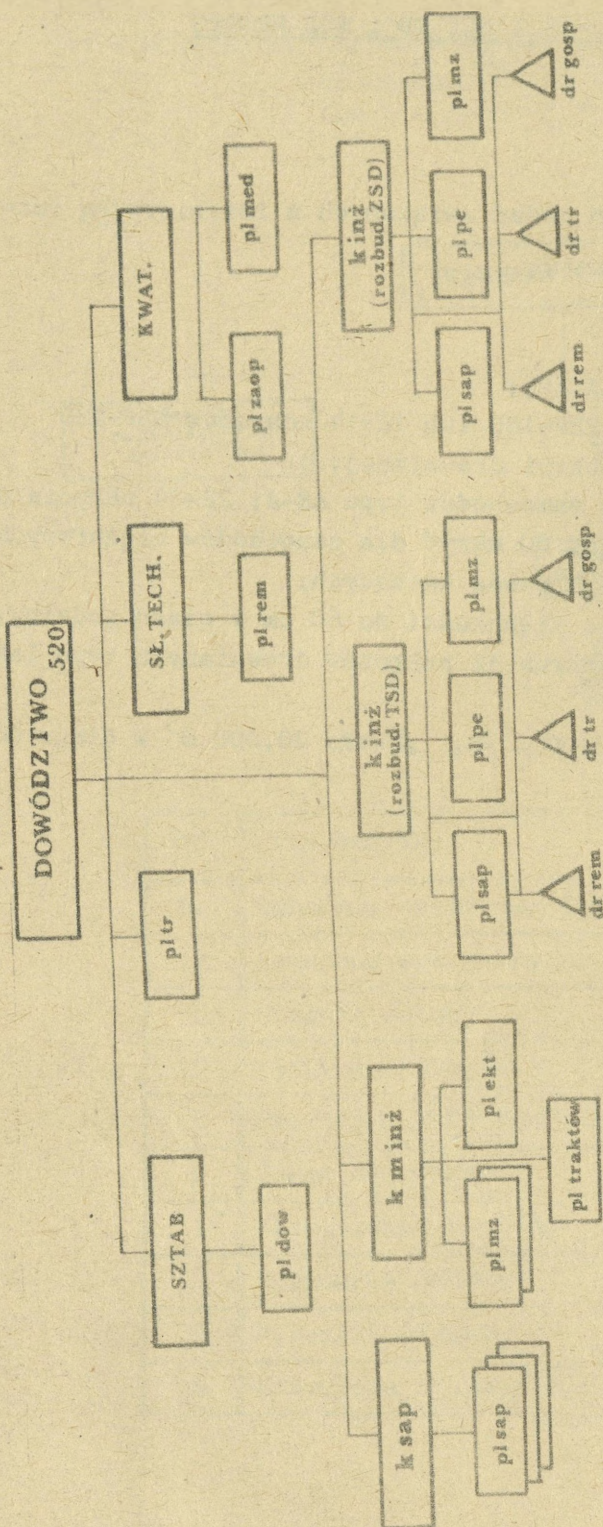 DOWÓDZTWO
520
SZTAB
pl tr
SŁ. TECH.
KWAT.
pl dow
pl rem
pl zaop
pl med
k sap
k m inż
k inż
(rozbud. TSD)
k inż
(rozbud. ZSD)
pl sap
pl mz
pl ekt
pl traktów
pl sap
pl pe
pl mz
dr rem
dr tr
dr gosp
pl sap
pl pe
pl mz
dr rem
dr tr
dr gosp